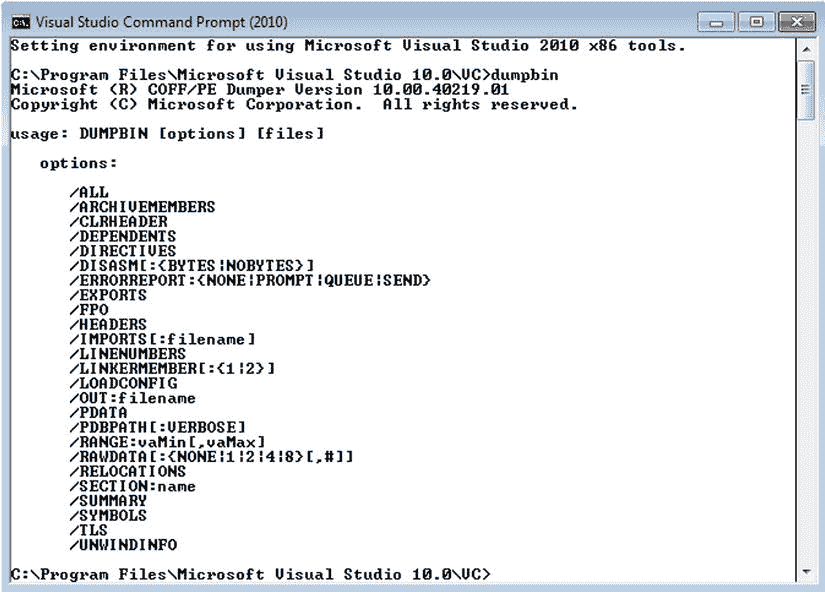 Visual Studio Command Prompt (2010)
Setting environment for using Microsoft Visual Studio 2010 x86 tools.
C:\Program Files\Microsoft Visual Studio 10.0\VC>dumpbin
Microsoft (R) COFF/PE Dumper Version 10.00.40219.01
Copyright (C) Microsoft Corporation.  All rights reserved.
usage: DUMPBIN [options] [files]
options:
/ALL
/ARCHIVEMEMBERS
/CLRHEADER
/DEPENDENTS
/DIRECTIVES
/DISASM[:{BYTES|NOBYTES}]
/ERRORREPORT:{NONE|PROMPT|QUEUE|SEND}
/EXPORTS
/FPO
/HEADERS
/IMPORTS[:filename]
/LINENUMBERS
/LINKERMEMBER[:{1|2}]
/LOADCONFIG
/OUT:filename
/PDATA
/PDBPATH[:VERBOSE]
/RANGE:vaMin[,vaMax]
/RAWDATA[:{NONE|1|2|4|8}[,#]]
/RELOCATIONS
/SECTION:name
/SUMMARY
/SYMBOLS
/TLS
/UNWINDINFO
C:\Program Files\Microsoft Visual Studio 10.0\VC>